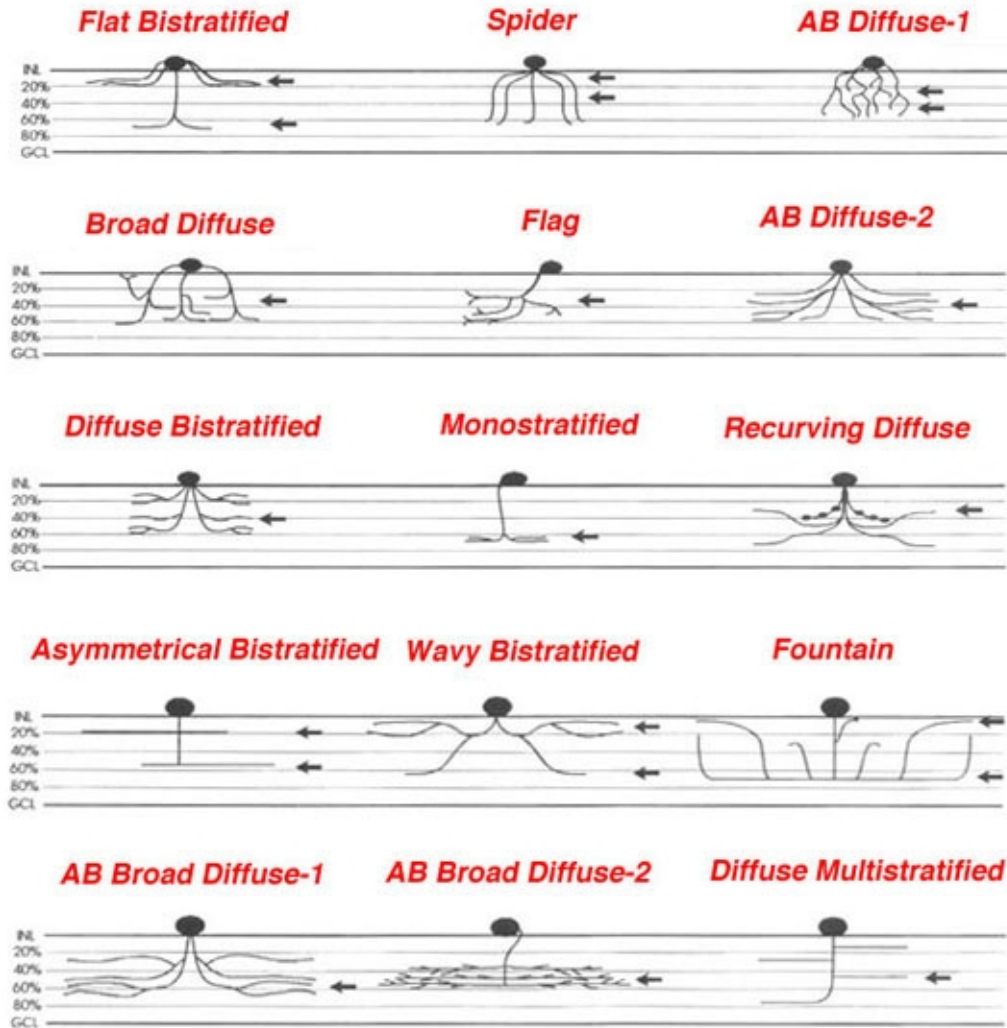 Flat Bistratified Spider AB Diffuse-1
INL
20%
40%
60%
80%
GCL
Broad Diffuse Flag AB Diffuse-2
INL
20%
40%
60%
80%
GCL
Diffuse Bistratified Monostratified Recurving Diffuse
INL
20%
40%
60%
80%
GCL
Asymmetrical Bistratified Wavy Bistratified Fountain
INL
20%
40%
60%
80%
GCL
AB Broad Diffuse-1 AB Broad Diffuse-2 Diffuse Multistratified
INL
20%
40%
60%
80%
GCL